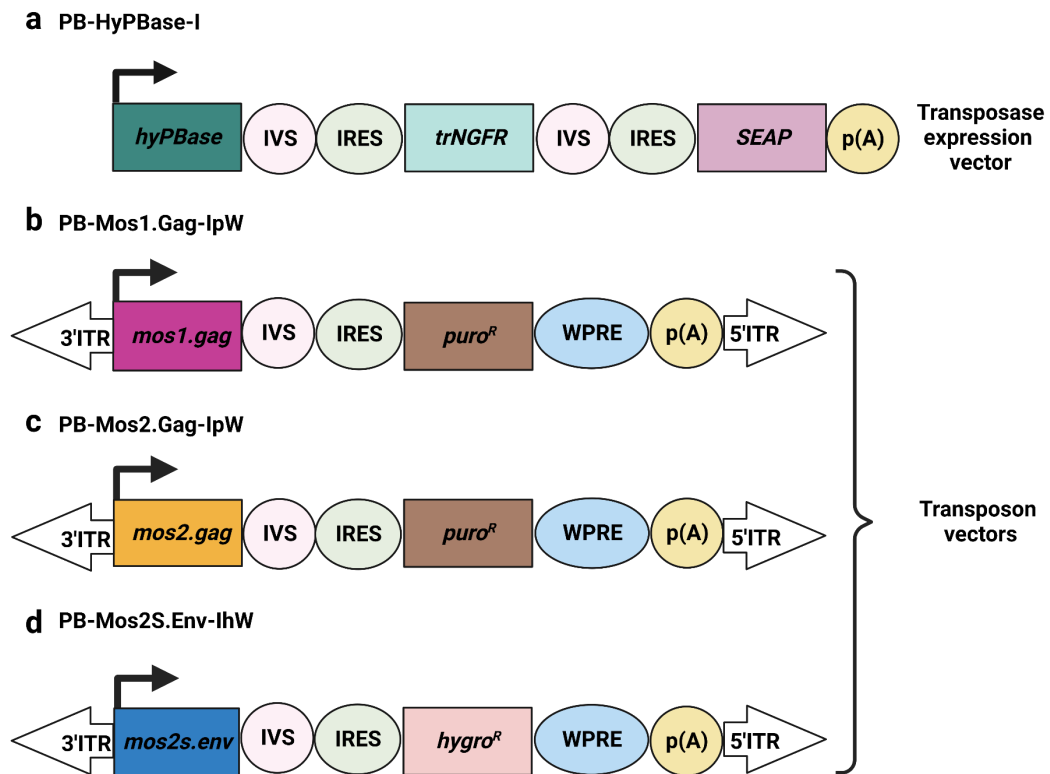 a PB-HyPBase-I
hyPBase IVS IRES trNGFR IVS IRES SEAP p(A)
Transposase
expression
vector
b PB-Mos1.Gag-IpW
3'ITR mos1.gag IVS IRES puroR WPRE p(A) 5'ITR
c PB-Mos2.Gag-IpW
3'ITR mos2.gag IVS IRES puroR WPRE p(A) 5'ITR
Transposon
vectors
d PB-Mos2S.Env-IhW
3'ITR mos2s.env IVS IRES hygroR WPRE p(A) 5'ITR